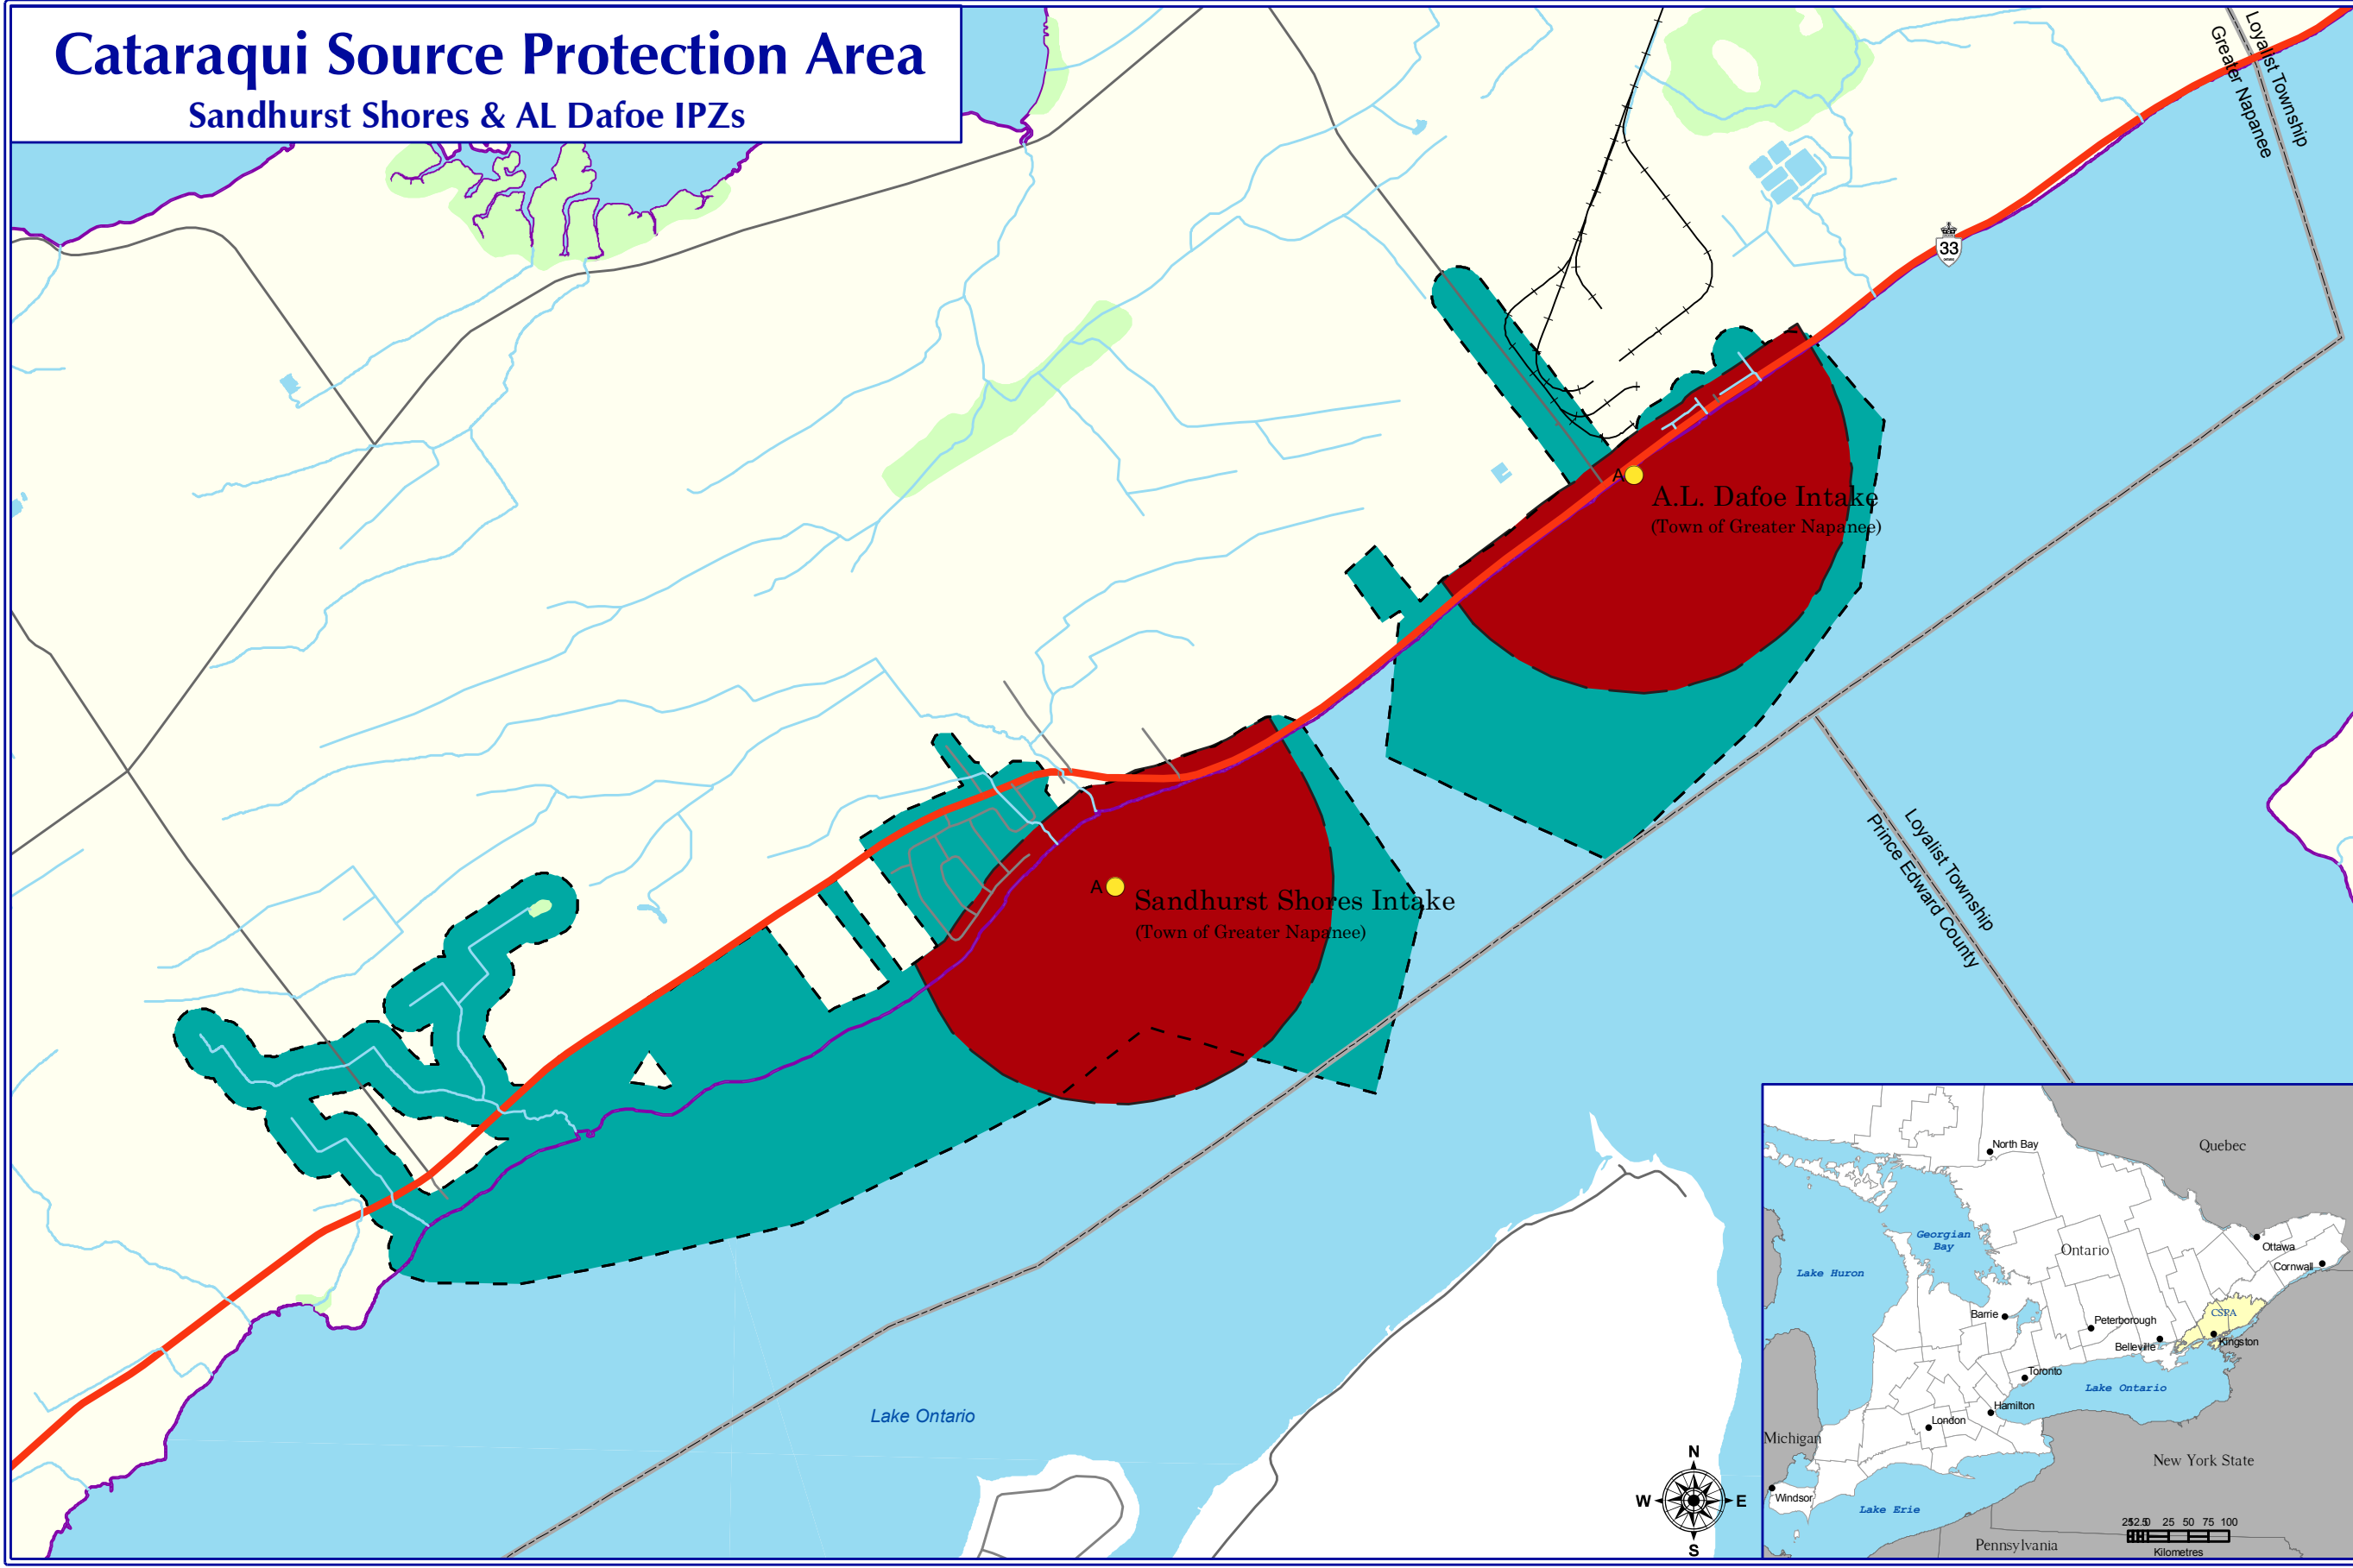 Cataraqui Source Protection Area
Sandhurst Shores & AL Dafoe IPZs
Loyalist Township
Greater Napanee
33
A
A.L. Dafoe Intake
(Town of Greater Napanee)
A
Sandhurst Shores Intake
(Town of Greater Napanee)
Loyalist Township
Prince Edward County
Lake Ontario
N
W
E
S
North Bay
Quebec
Georgian
Bay
Ontario
Ottawa
Lake Huron
Cornwall
CSPA
Barrie
Peterborough
Kingston
Belleville
Toronto
Lake Ontario
Hamilton
London
Michigan
New York State
Windsor
Lake Erie
0 25 50 75 100
Pennsylvania
Kilometres